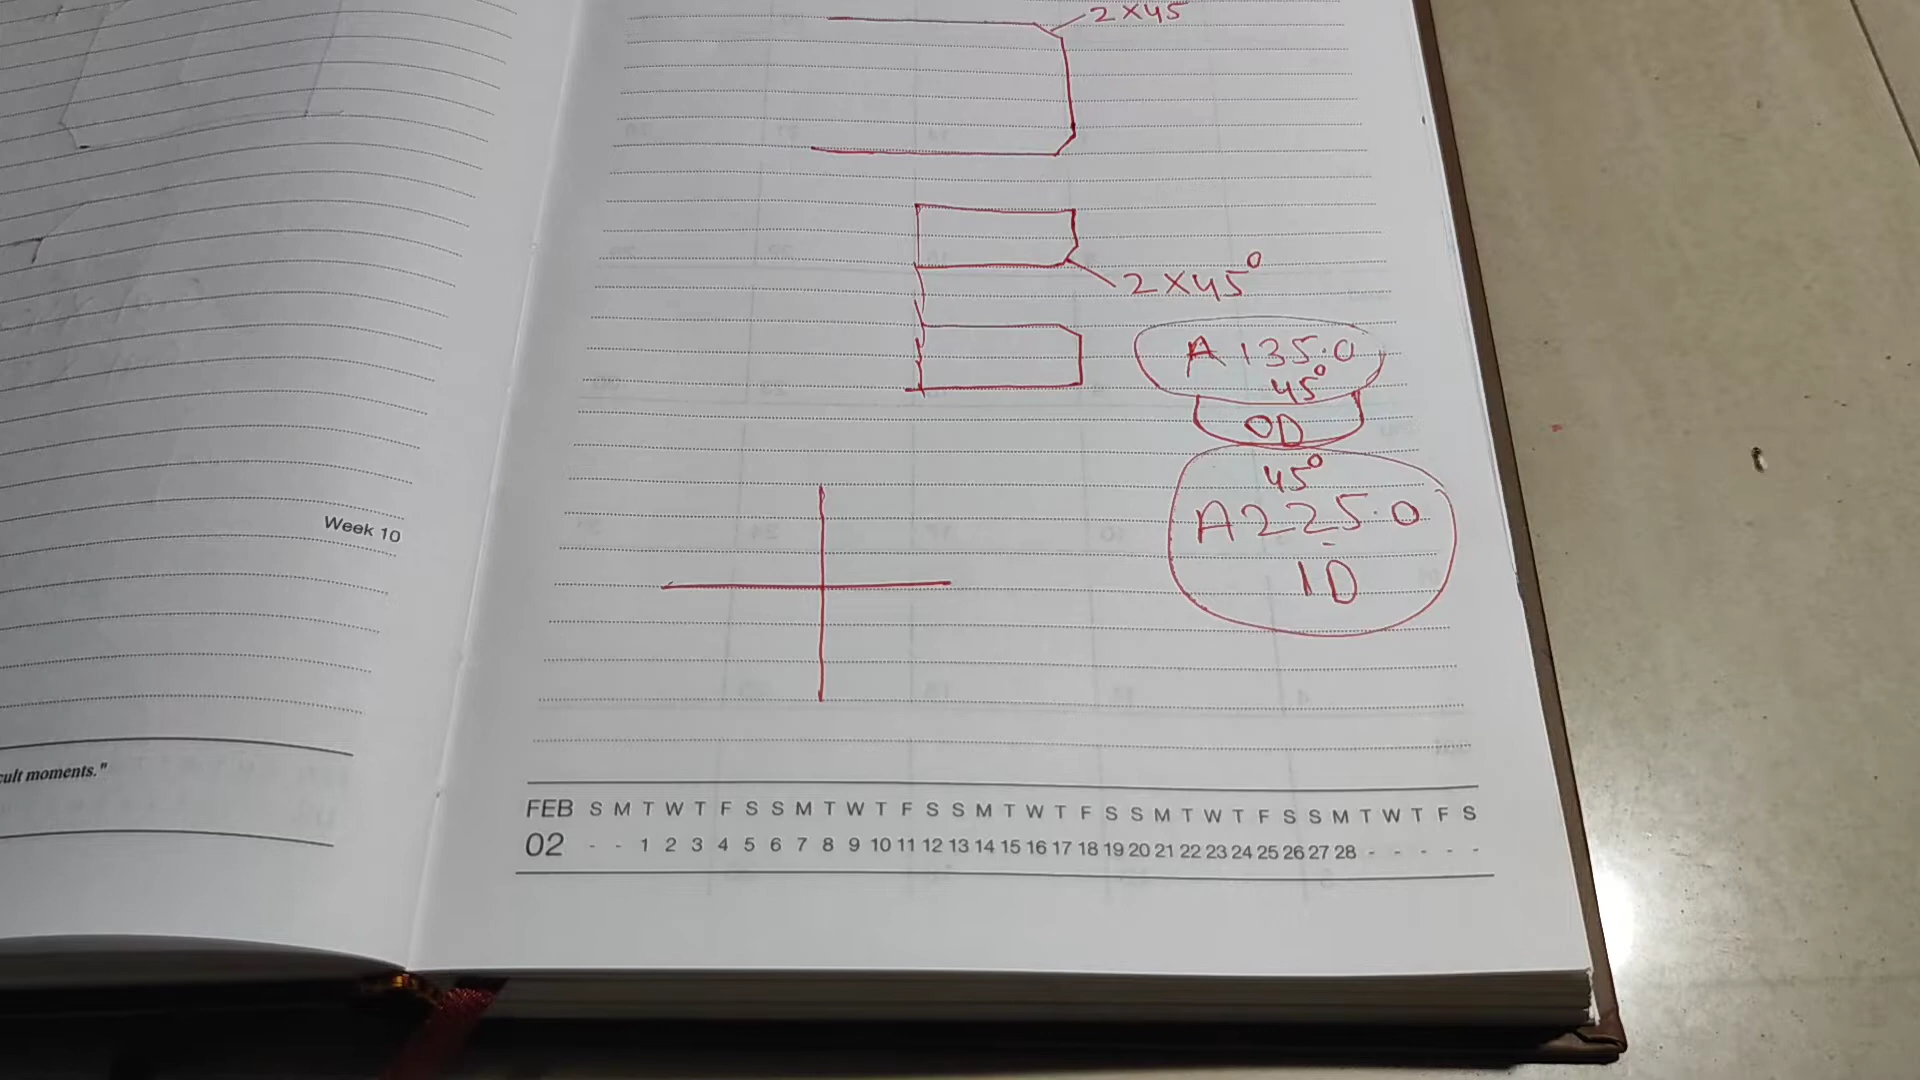 2X45
2X45°
A 135.0
45°
OD
45°
A225.0
ID
Week 10
cult moments."
FEB S M T W T F S S M T W T F S S M T W T F S S M T W T F S S M T W T F S
02 - - 1 2 3 4 5 6 7 8 9 10 11 12 13 14 15 16 17 18 19 20 21 22 23 24 25 26 27 28 - - - - -